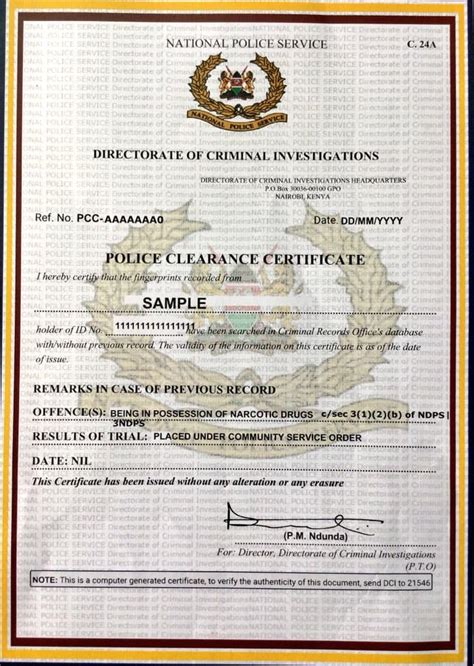 NATIONAL POLICE SERVICE
C. 24A
NATIONAL POLICE SERVICE
DIRECTORATE OF CRIMINAL INVESTIGATIONS
DIRECTORATE OF CRIMINAL INVESTIGATIONS HEADQUARTERS
P.O.Box 30036-00100 GPO
NAIROBI, KENYA
Ref. No. PCC-AAAAAAA0
Date. DD/MM/YYYY
POLICE CLEARANCE CERTIFICATE
I hereby certify that the fingerprints recorded from
SAMPLE
holder of ID No. 1111111111111111 have been searched in Criminal Records Office's database
with/without previous record. The validity of the information on this certificate is as of the date
of issue.
REMARKS IN CASE OF PREVIOUS RECORD
OFFENCE(S): BEING IN POSSESSION OF NARCOTIC DRUGS c/sec 3(1)(2)(b) of NDPS|
3NDPS
RESULTS OF TRIAL: PLACED UNDER COMMUNITY SERVICE ORDER
DATE: NIL
This Certificate has been issued without any alteration or any erasure
(P.M. Ndunda)
For: Director, Directorate of Criminal Investigations
(P.T.O)
NOTE: This is a computer generated certificate, to verify the authenticity of this document, send DCI to 21546